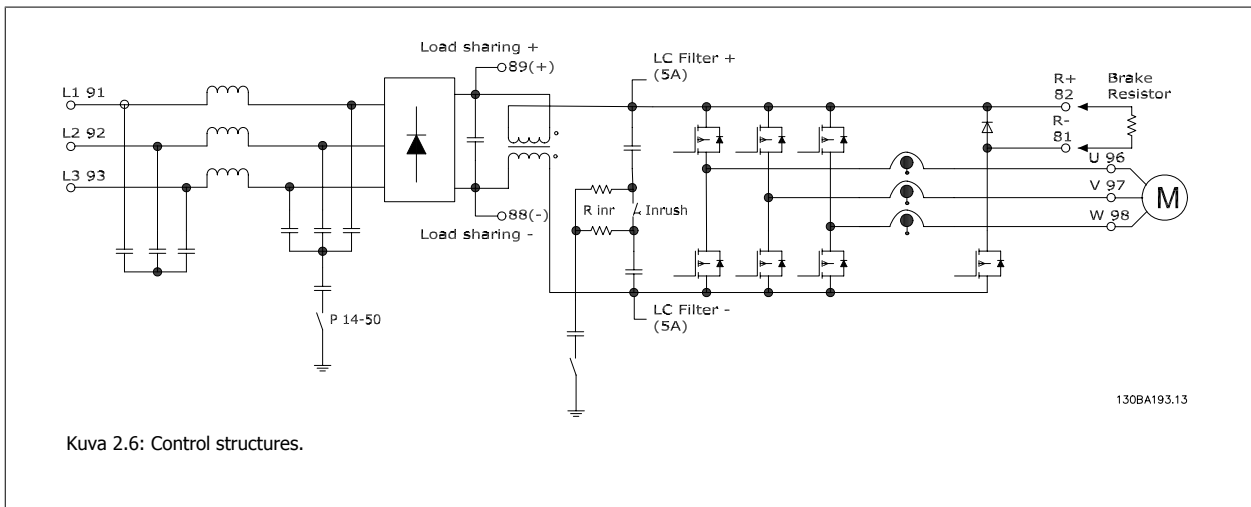 Load sharing +
89(+)
LC Filter +
(5A)
L1 91
L2 92
L3 93
R+
82
Brake
Resistor
R-
81
U 96
V 97
W 98
M
R inr
Inrush
88(-)
Load sharing -
P 14-50
LC Filter -
(5A)
130BA193.13
Kuva 2.6: Control structures.